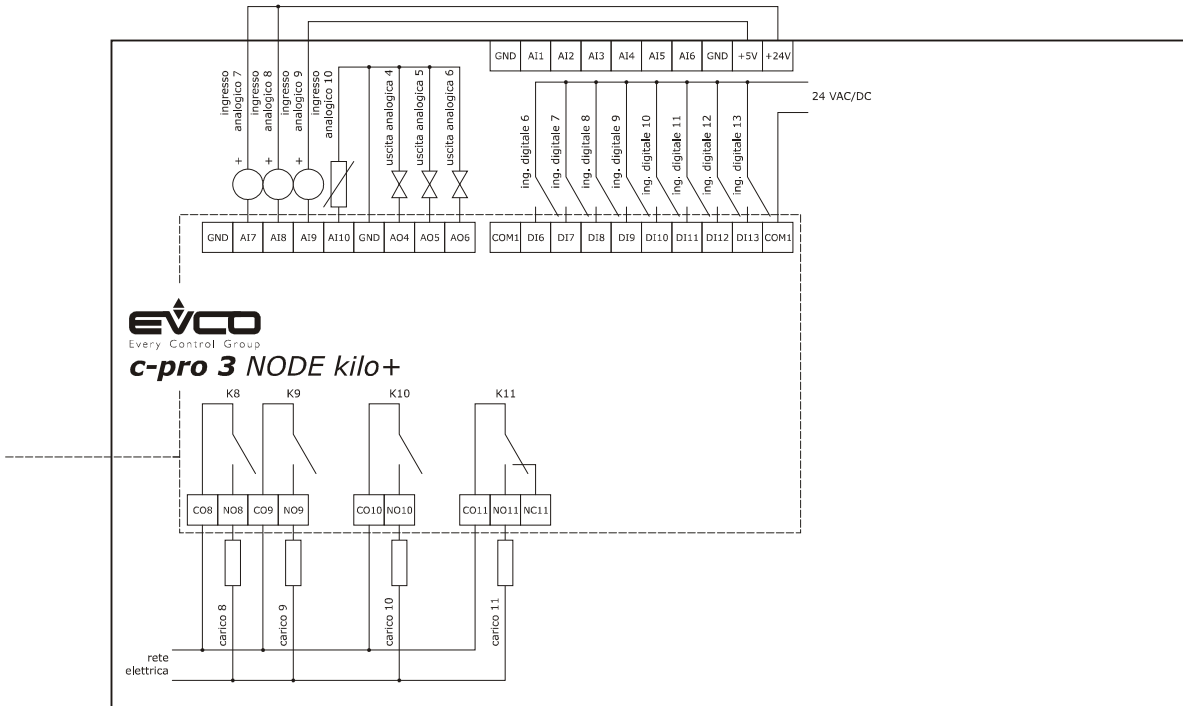 GND AI1 AI2 AI3 AI4 AI5 AI6 GND +5V +24V
24 VAC/DC
ingresso
analogico 7
ingresso
analogico 8
ingresso
analogico 9
ingresso
analogico 10
uscita analogica 4
uscita analogica 5
uscita analogica 6
ing. digitale 6
ing. digitale 7
ing. digitale 8
ing. digitale 9
ing. digitale 10
ing. digitale 11
ing. digitale 12
ing. digitale 13
+ + +
GND AI7 AI8 AI9 AI10 GND AO4 AO5 AO6
COM1 DI6 DI7 DI8 DI9 DI10 DI11 DI12 DI13 COM1
EVCO
Every Control Group
c-pro 3 NODE kilo+
K8 K9 K10 K11
CO8 NO8 CO9 NO9 CO10 NO10 CO11 NO11 NC11
carico 8
carico 9
carico 10
carico 11
rete
elettrica